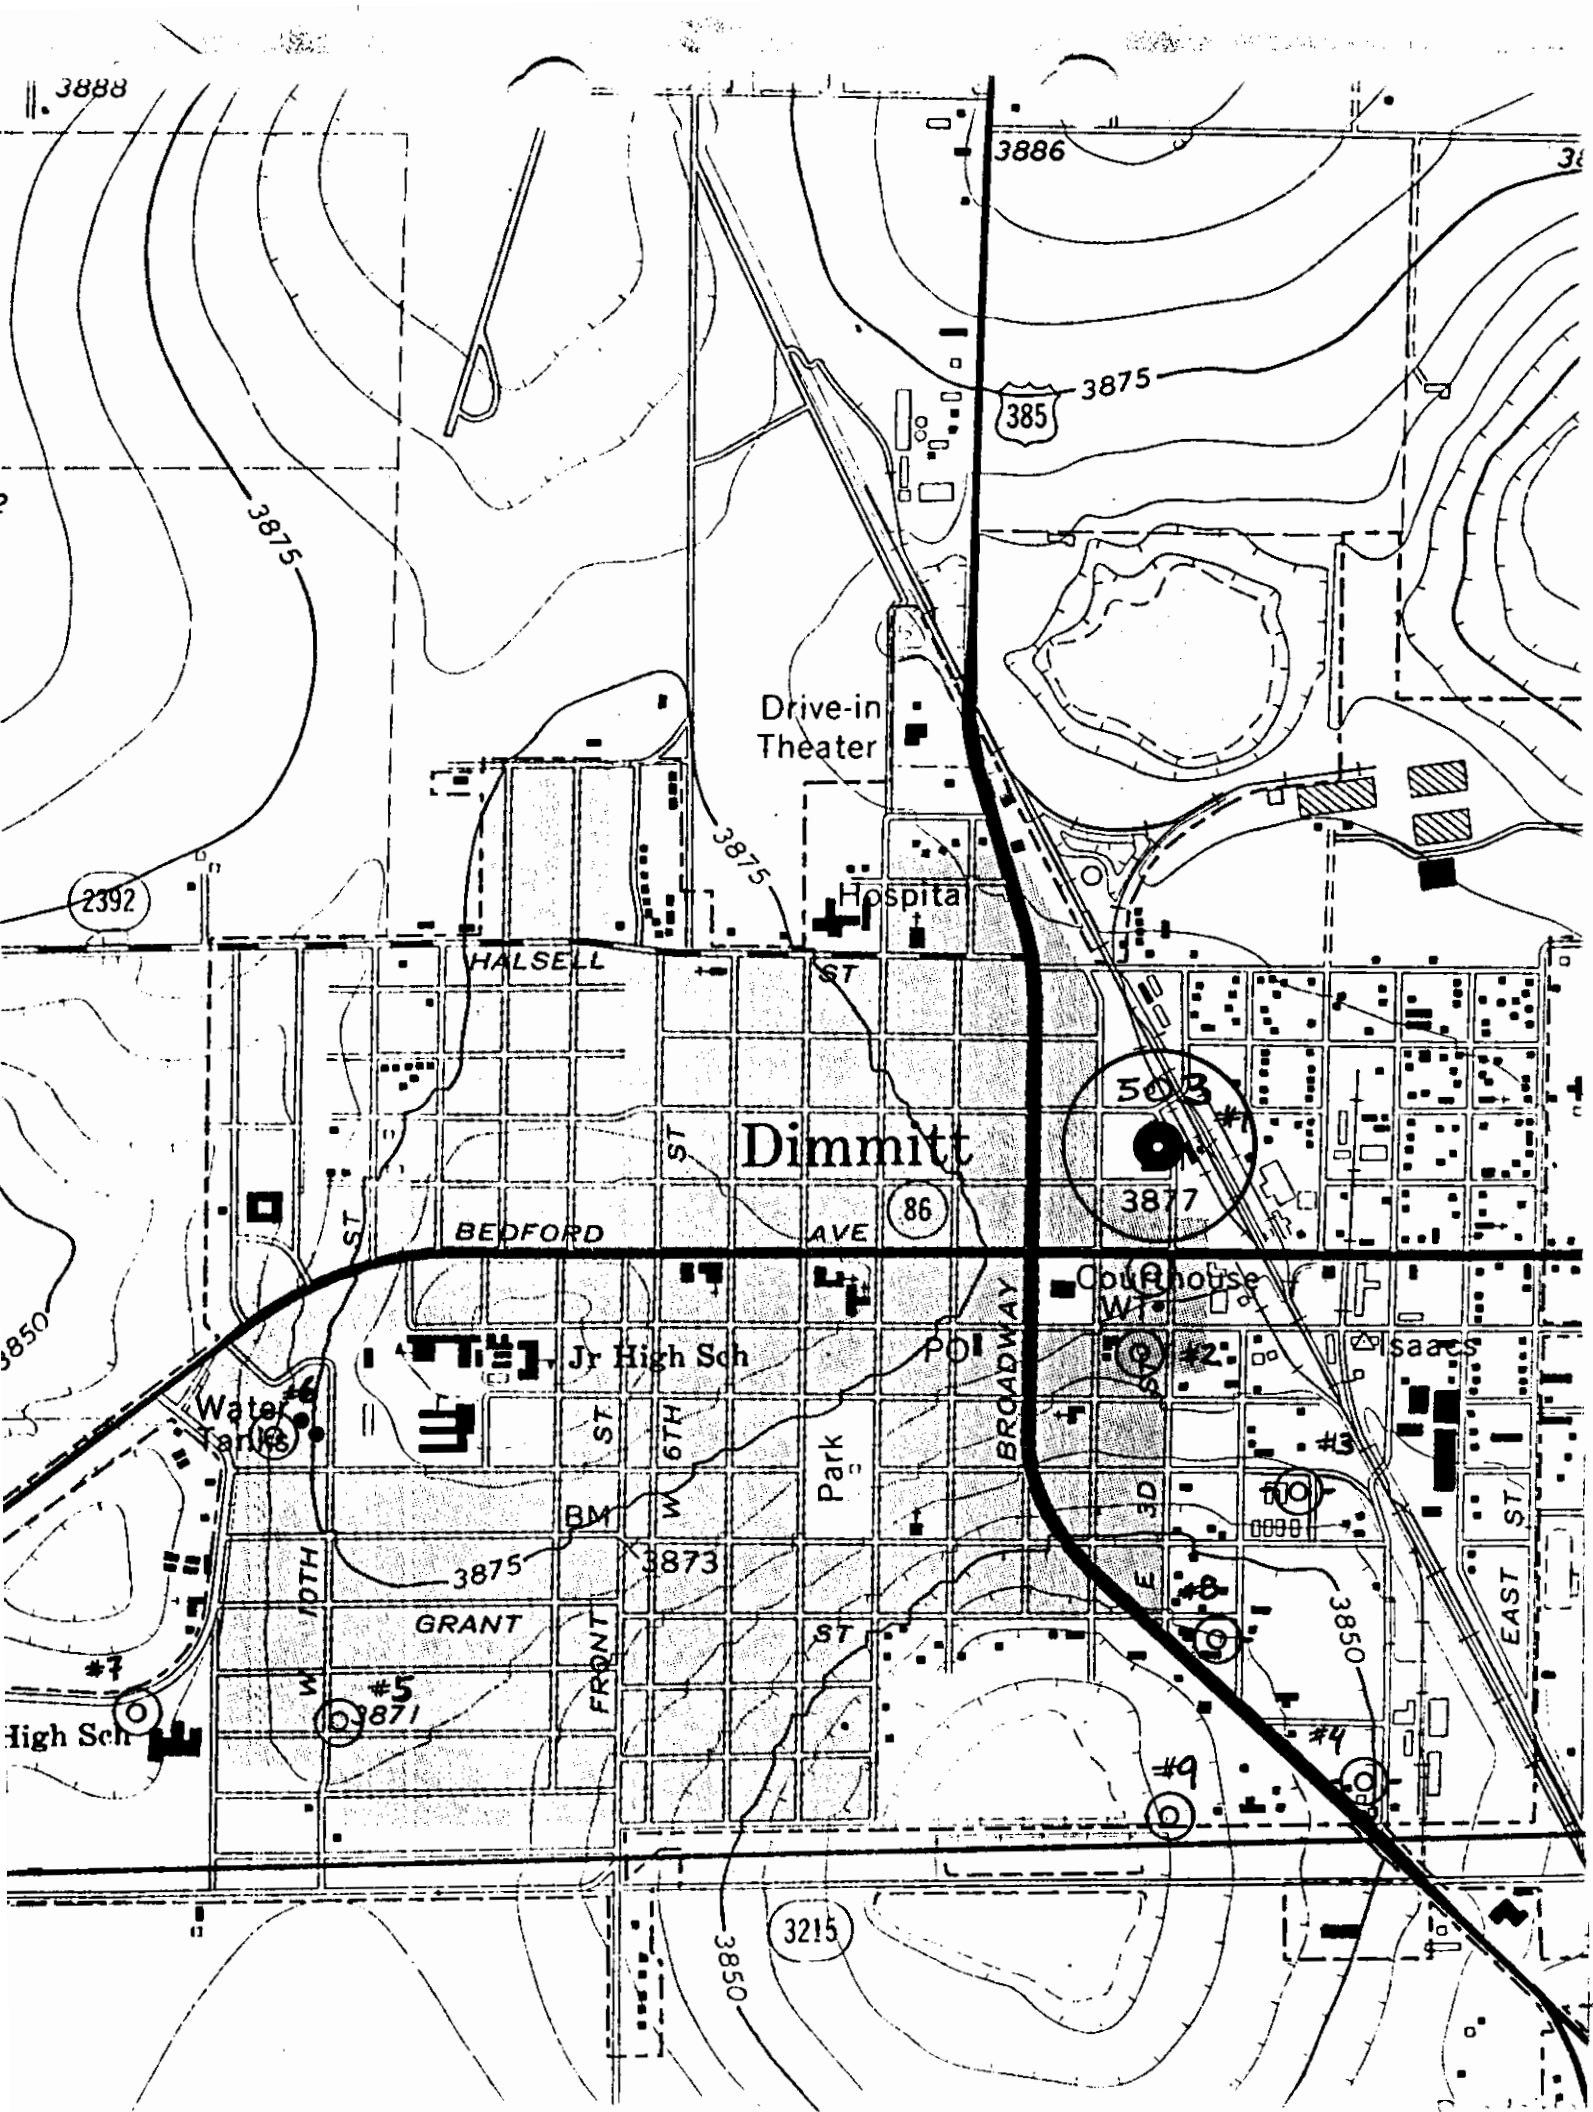 3888
3886
3875
385
3875
Drive-in
Theater
3875
2392
Hospital
HALSELL
ST
503
#1
Dimmitt
ST
3877
86
BEDFORD
AVE
ST
Courthouse
W
BROADWAY
3850
PO
#2
ST
Isaacs
Jr High Sch
#6
Water
Tanks
ST
W 6TH
Park
#3
BM
3873
3875
E 3D
EAST ST
W 10TH
GRANT
ST
#8
3850
FRONT
#7
#5
3871
High Sch
#4
#9
3215
3850